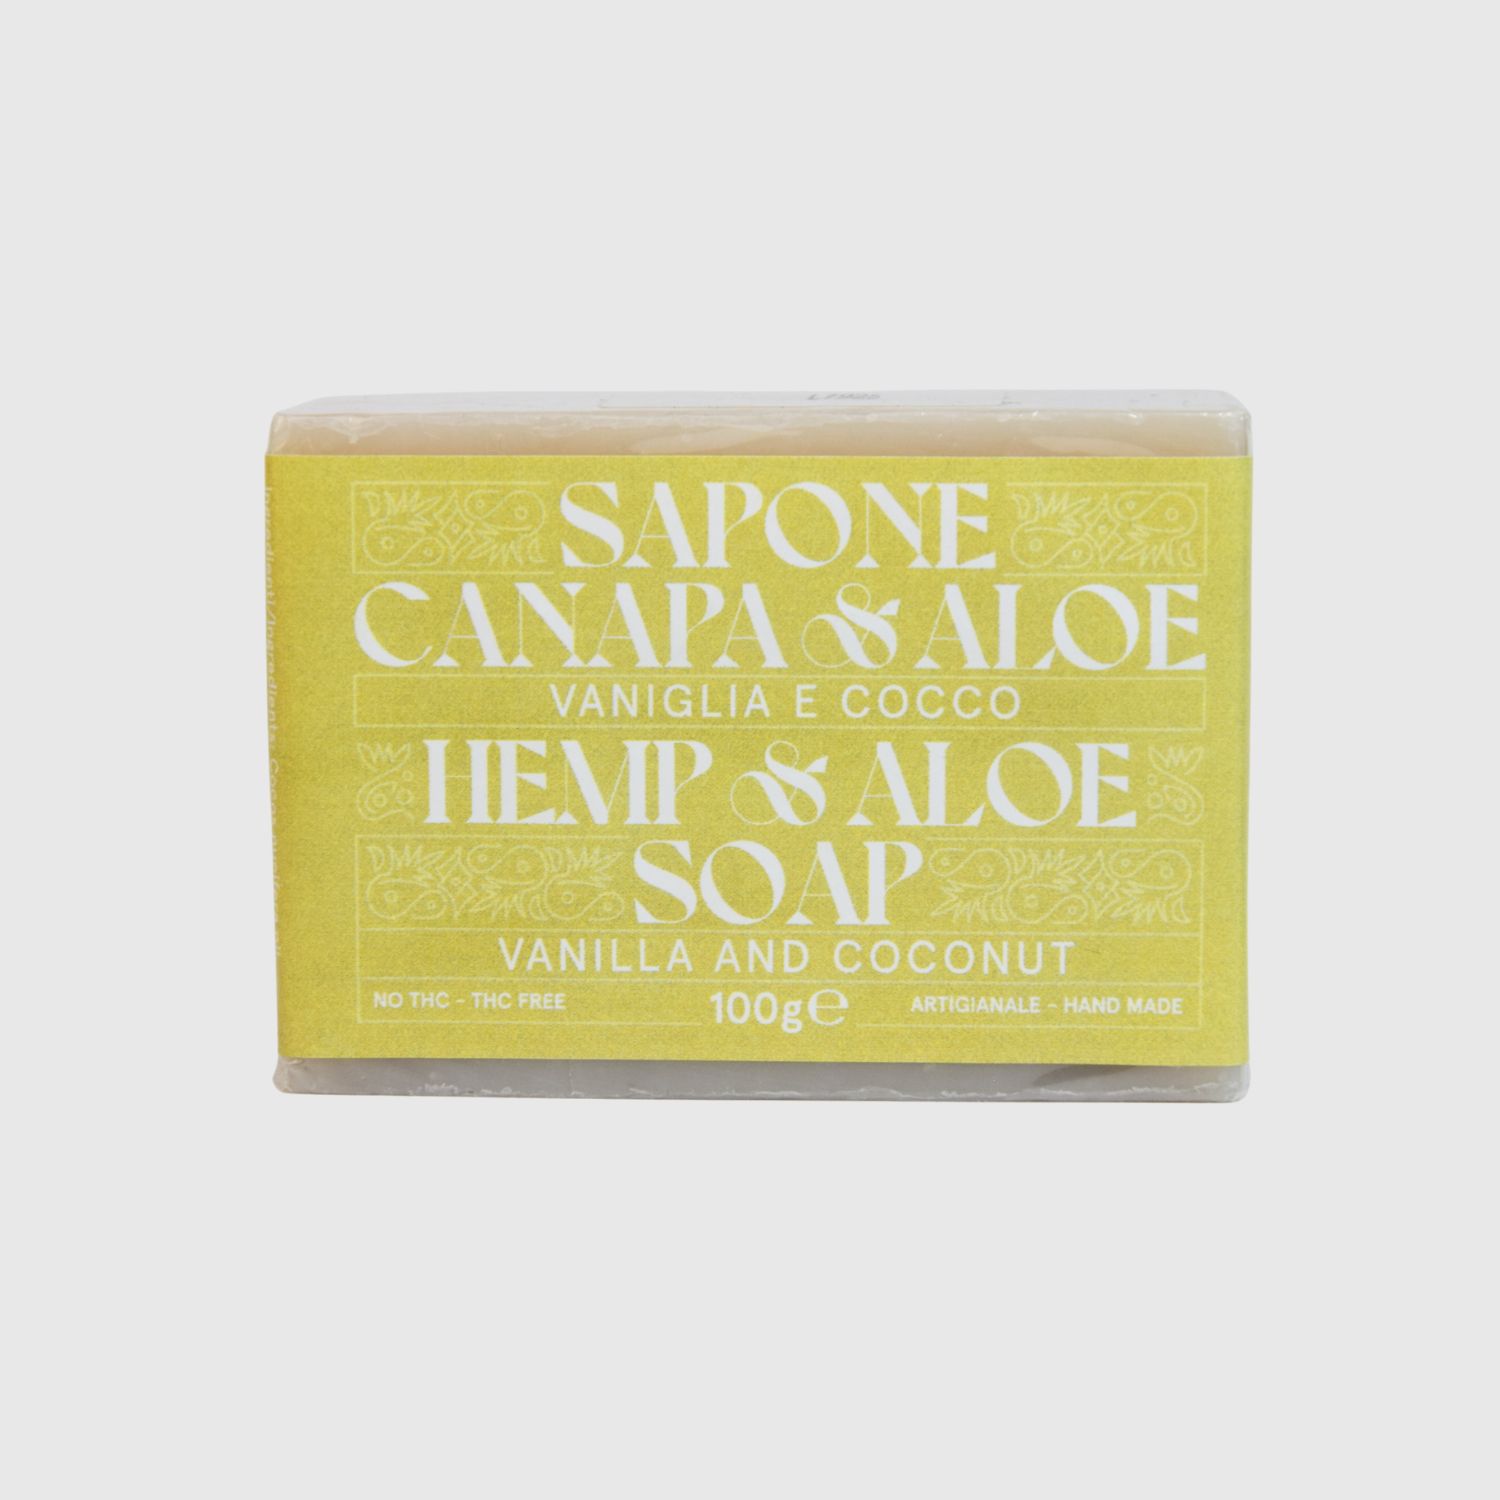 SAPONE
CANAPA & ALOE
VANIGLIA E COCCO
HEMP & ALOE
SOAP
VANILLA AND COCONUT
NO THC - THC FREE
100g℮
ARTIGIANALE - HAND MADE